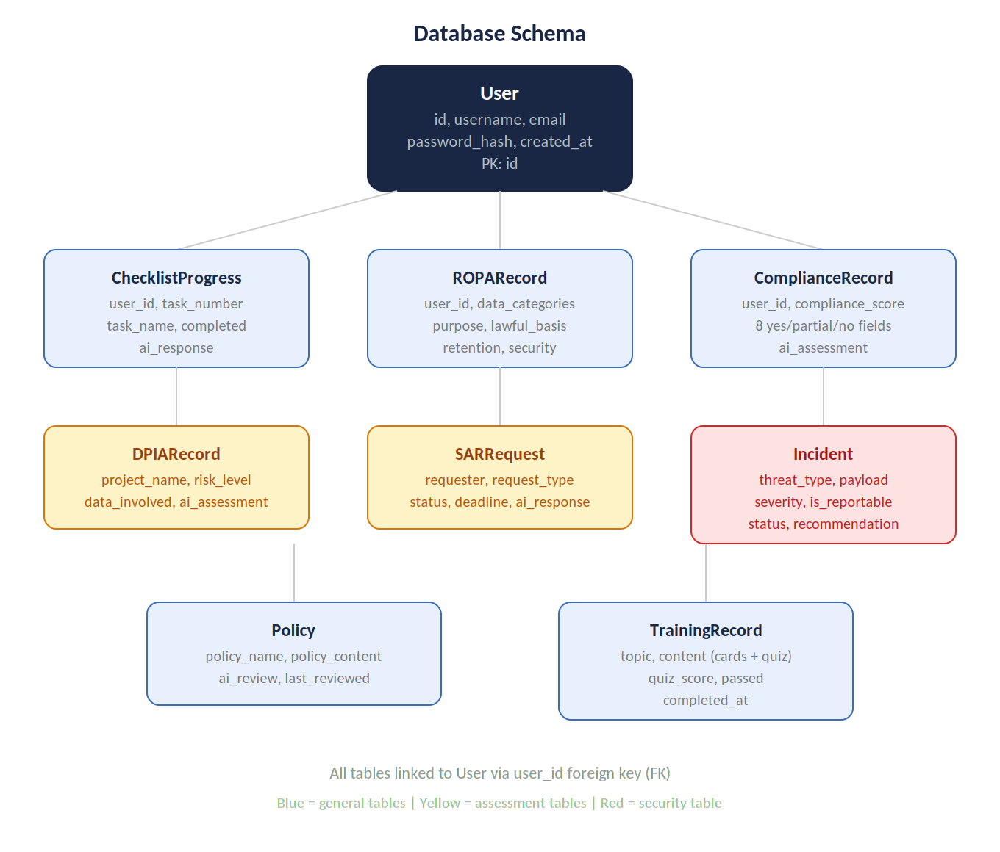 Database Schema
User
id, username, email
password_hash, created_at
PK: id
ChecklistProgress
user_id, task_number
task_name, completed
ai_response
ROPARecord
user_id, data_categories
purpose, lawful_basis
retention, security
ComplianceRecord
user_id, compliance_score
8 yes/partial/no fields
ai_assessment
DPIARecord
project_name, risk_level
data_involved, ai_assessment
SARRequest
requester, request_type
status, deadline, ai_response
Incident
threat_type, payload
severity, is_reportable
status, recommendation
Policy
policy_name, policy_content
ai_review, last_reviewed
TrainingRecord
topic, content (cards + quiz)
quiz_score, passed
completed_at
All tables linked to User via user_id foreign key (FK)
Blue = general tables | Yellow = assessment tables | Red = security table